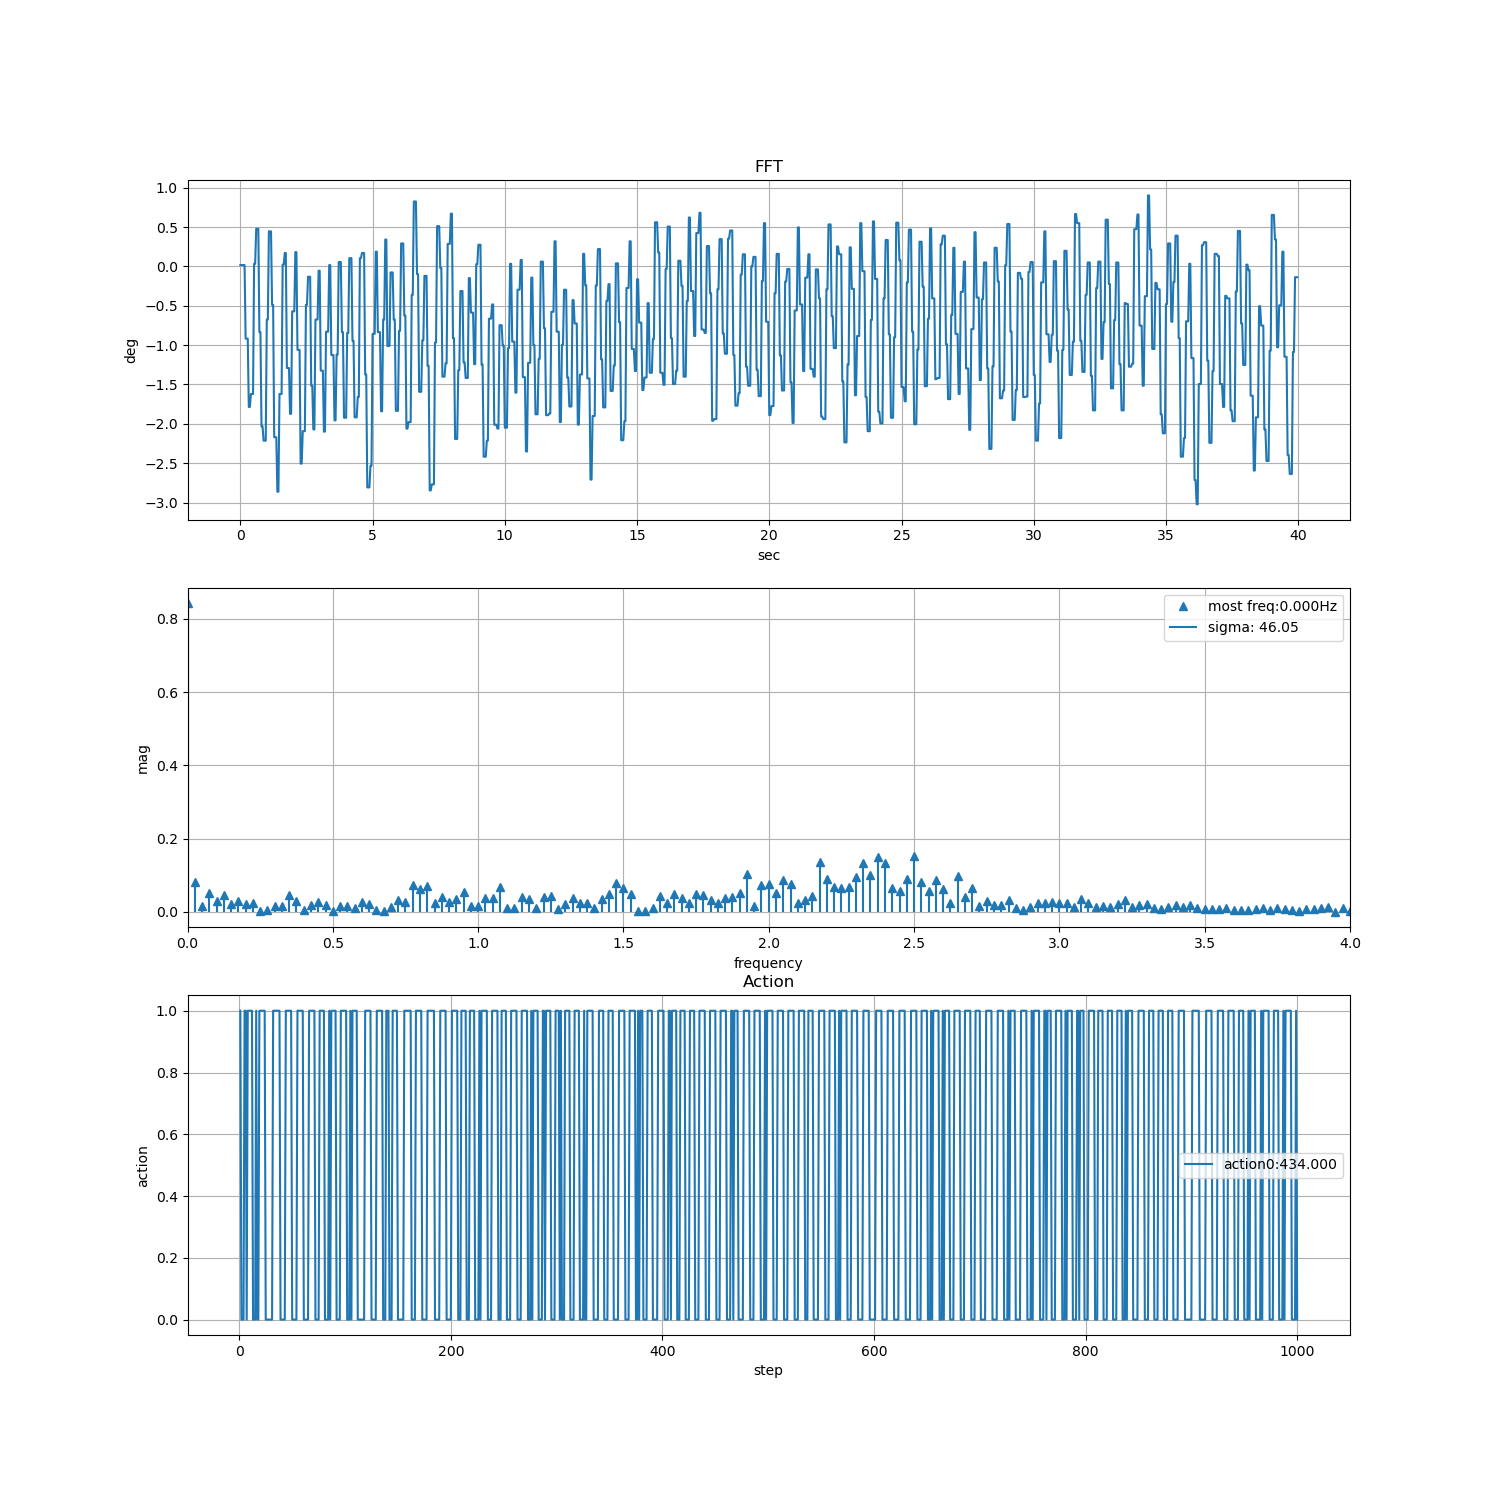 FFT
1.0
0.5
0.0
−0.5
−1.0
−1.5
−2.0
−2.5
−3.0
deg
0 5 10 15 20 25 30 35 40
sec
most freq:0.000Hz
sigma: 46.05
0.8
0.6
0.4
0.2
0.0
mag
0.0 0.5 1.0 1.5 2.0 2.5 3.0 3.5 4.0
frequency
Action
1.0
0.8
0.6
0.4
0.2
0.0
action
action0:434.000
0 200 400 600 800 1000
step